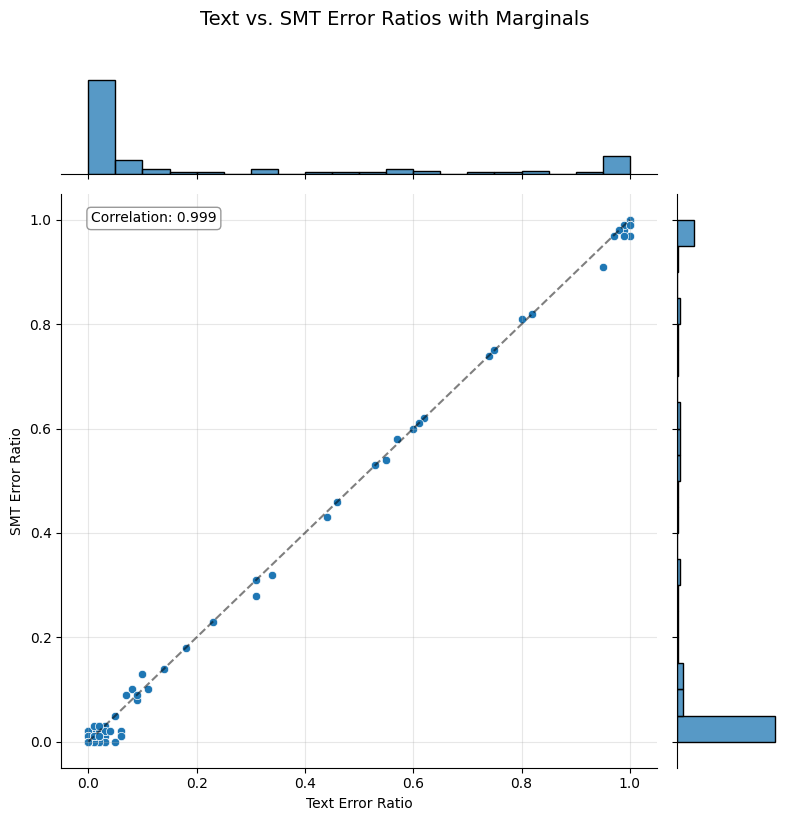 Text vs. SMT Error Ratios with Marginals
Correlation: 0.999
1.0
0.8
0.6
0.4
0.2
0.0
SMT Error Ratio
0.0 0.2 0.4 0.6 0.8 1.0
Text Error Ratio